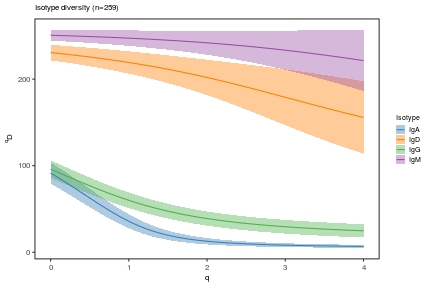 Isotype diversity (n=259)
200
100
0
qD
0
1
2
3
4
q
Isotype
IgA
IgD
IgG
IgM